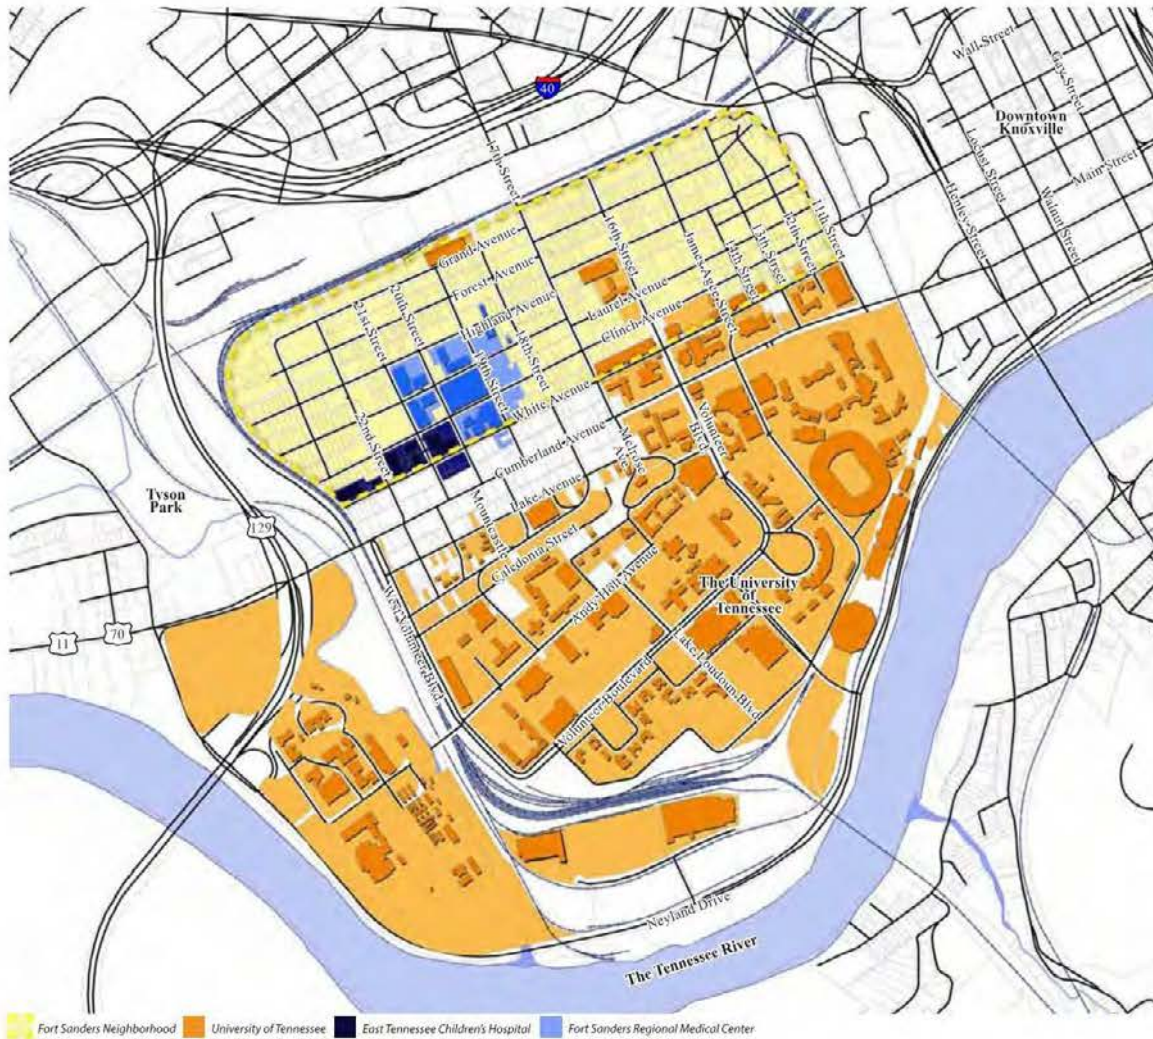 Wall Street
Gay Street
40
Downtown
Knoxville
17th Street
Locust Street
Main Street
Henley Street
Walnut Street
11th Street
12th Street
13th Street
14th Street
James Agee Street
16th Street
Grand Avenue
Forest Avenue
Highland Avenue
Laurel Avenue
Clinch Avenue
21st Street
20th Street
19th Street
18th Street
White Avenue
22nd Street
Cumberland Avenue
Melrose
Ave
Volunteer
Blvd
Tyson
Park
129
Lake Avenue
Mountcastle
Caledonia Street
Andy Holt Avenue
The University
of
Tennessee
West Volunteer Blvd
11
70
Lake Loudoun Blvd
Volunteer Boulevard
Neyland Drive
The Tennessee River
Fort Sanders Neighborhood
University of Tennessee
East Tennessee Children's Hospital
Fort Sanders Regional Medical Center